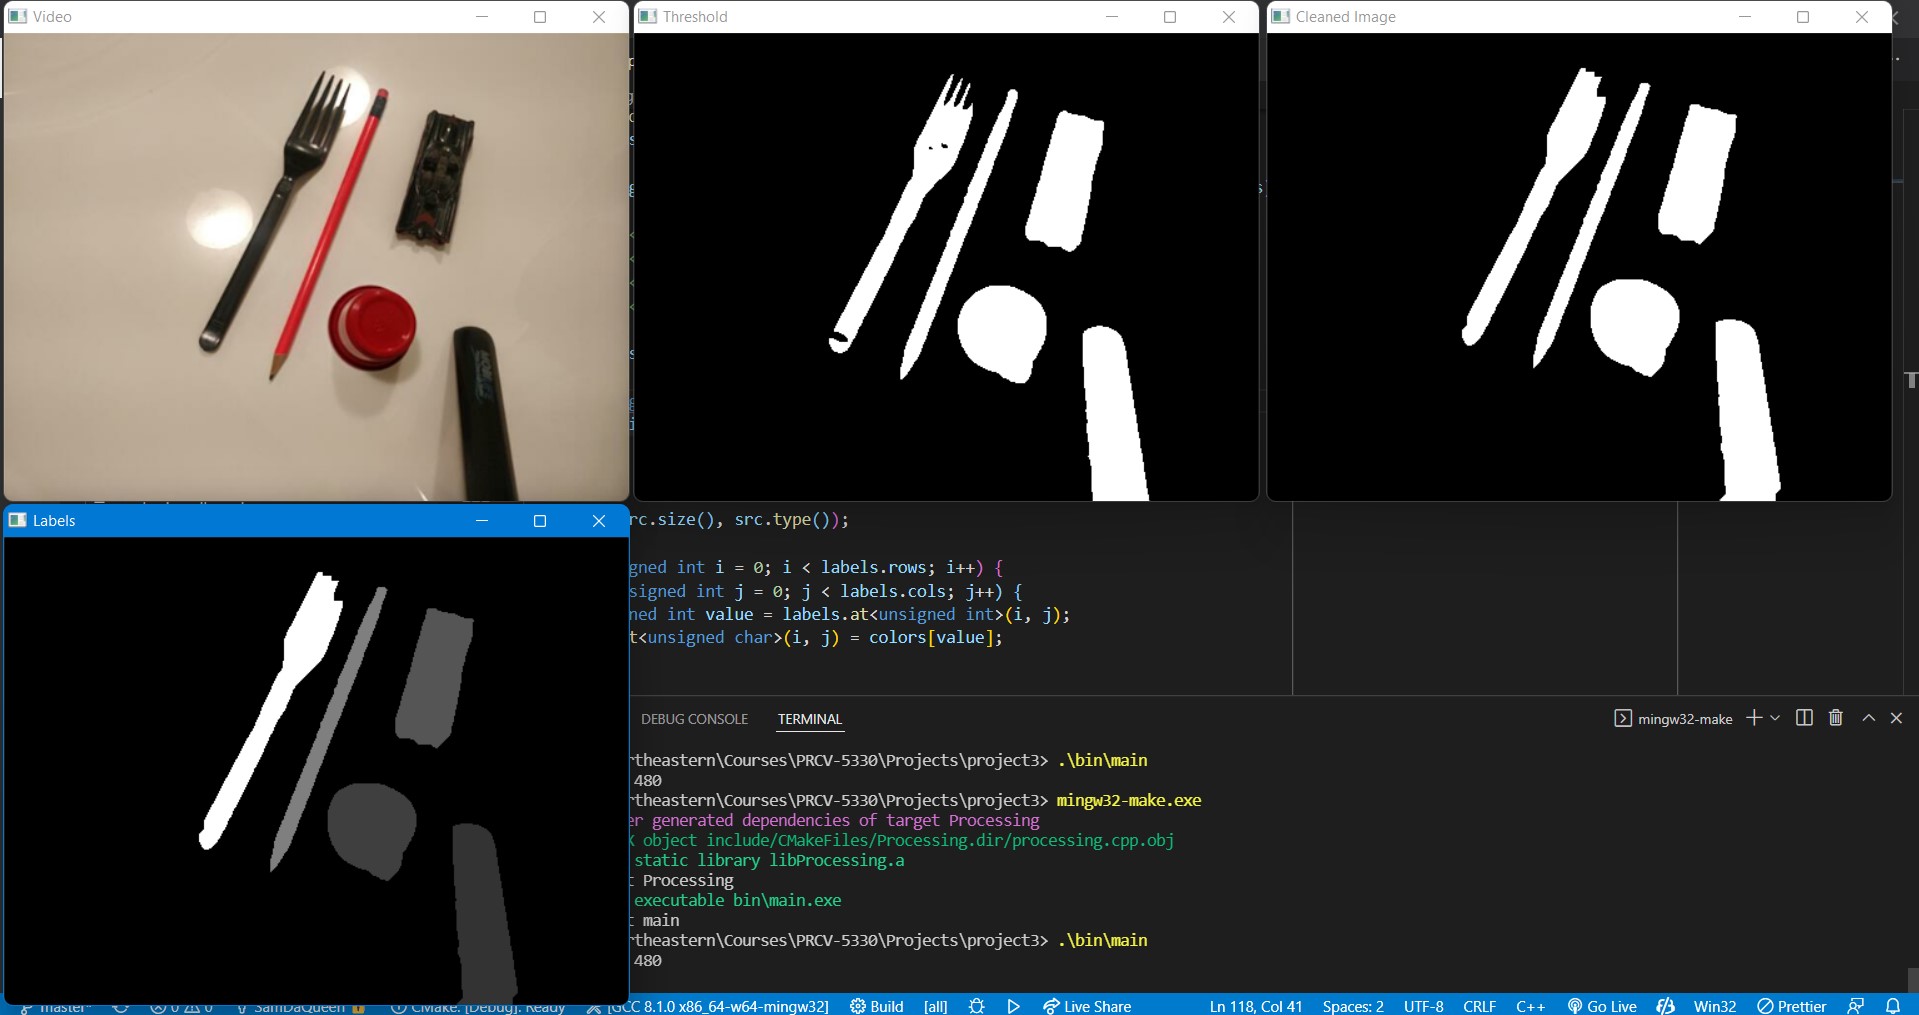 Video
Threshold
Cleaned Image
Labels
rc.size(), src.type());
gned int i = 0; i < labels.rows; i++) {
signed int j = 0; j < labels.cols; j++) {
ned int value = labels.at<unsigned int>(i, j);
t<unsigned char>(i, j) = colors[value];
DEBUG CONSOLE
TERMINAL
mingw32-make
rtheastern\Courses\PRCV-5330\Projects\project3> .\bin\main
480
rtheastern\Courses\PRCV-5330\Projects\project3> mingw32-make.exe
er generated dependencies of target Processing
X object include/CMakeFiles/Processing.dir/processing.cpp.obj
static library libProcessing.a
t Processing
executable bin\main.exe
t main
rtheastern\Courses\PRCV-5330\Projects\project3> .\bin\main
480
master* 0 0 SamDaQueen CMake: [Debug]: Ready [GCC 8.1.0 x86_64-w64-mingw32] Build [all] Live Share Ln 118, Col 41 Spaces: 2 UTF-8 CRLF C++ Go Live Win32 Prettier